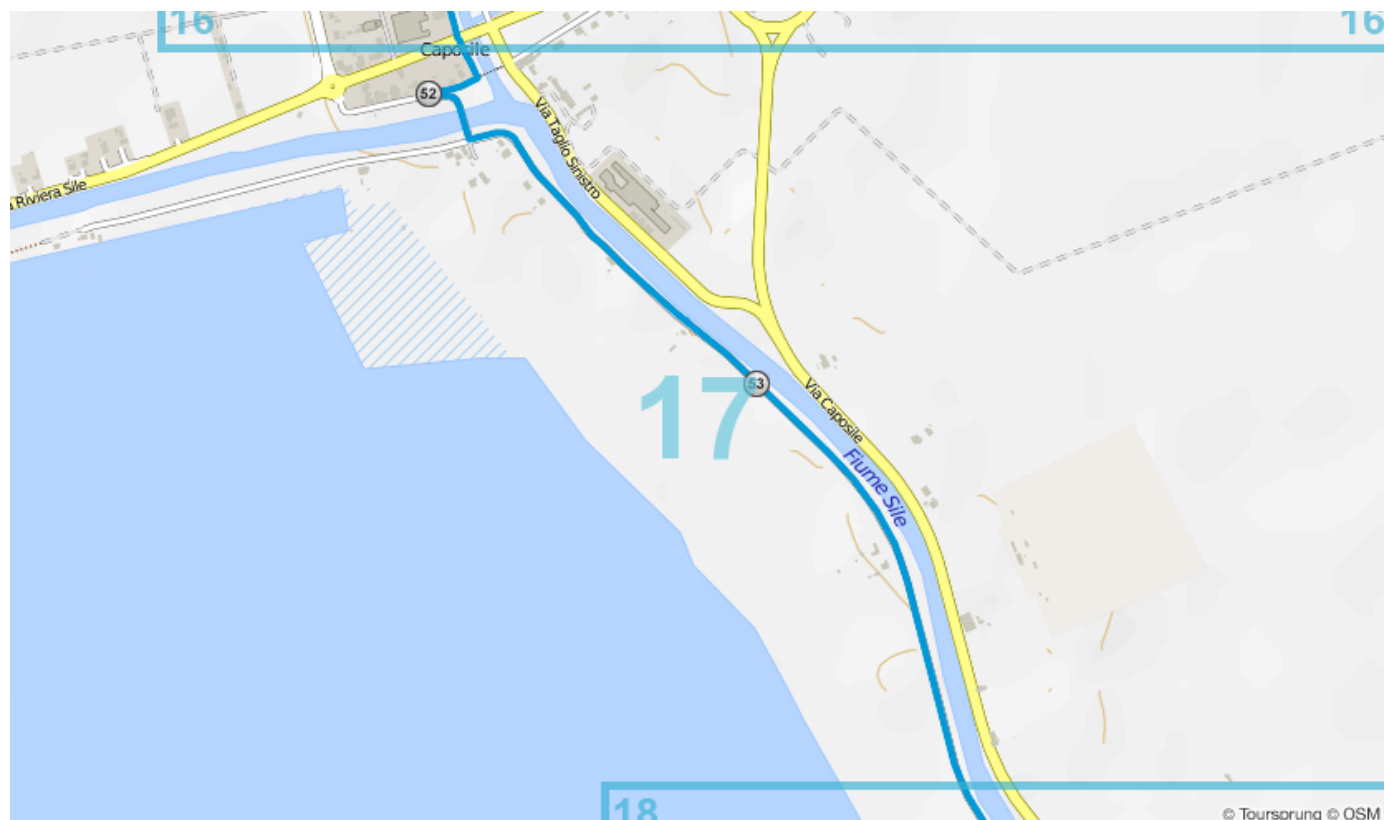 16
16
Caposile
52
Via Taglio Sinistro
Riviera Sile
17
53
Via Caposile
Fiume Sile
18
© Toursprung © OSM